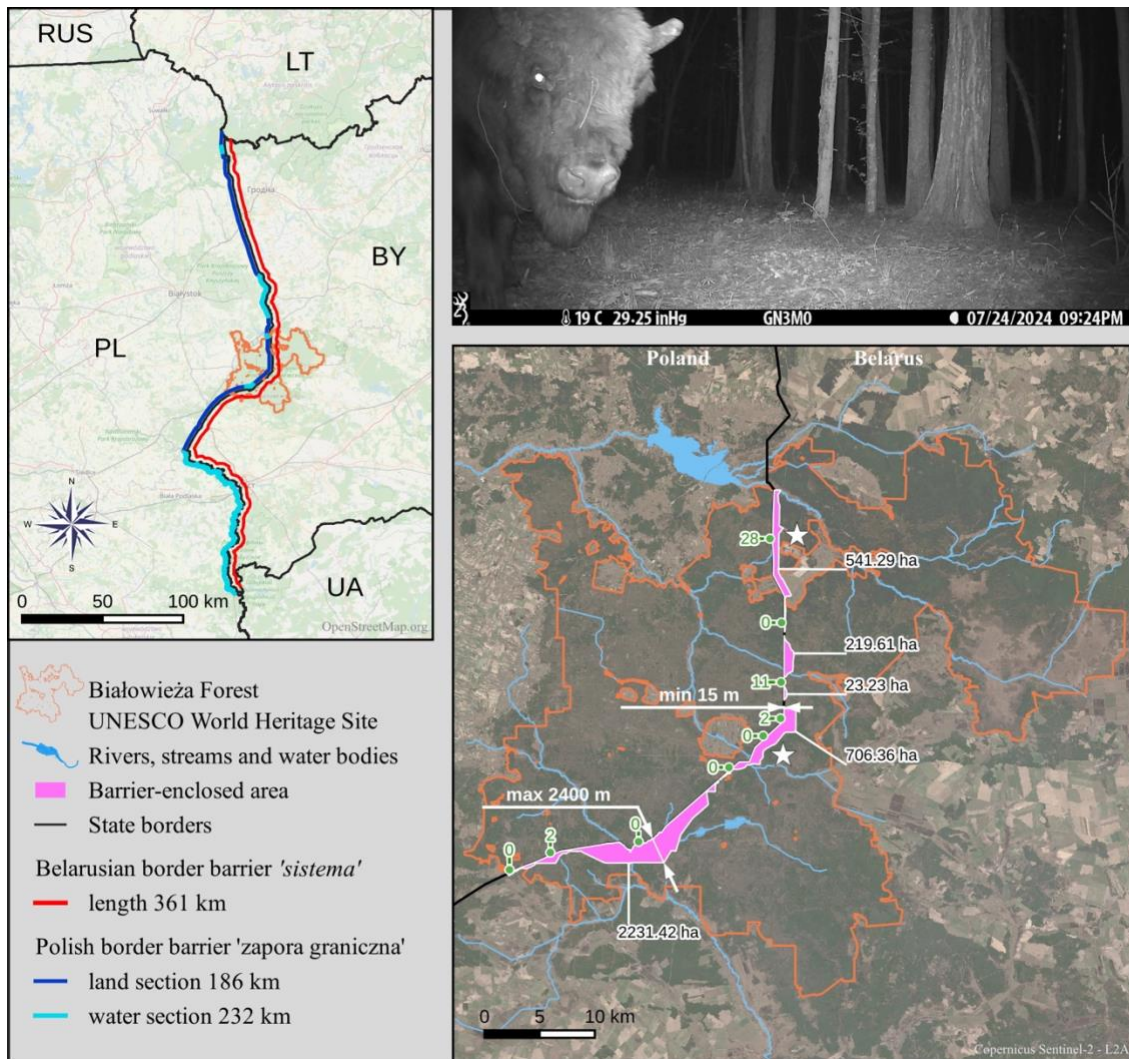 RUS
LT
BY
PL
UA
Гродна
Białystok
Biała Podlaska
N
W
E
S
0
50
100 km
OpenStreetMap.org
19 C
29.25 inHg
GN3M0
07/24/2024 09:24PM
Białowieża Forest
UNESCO World Heritage Site
Rivers, streams and water bodies
Barrier-enclosed area
State borders
Belarusian border barrier 'sistema'
length 361 km
Polish border barrier 'zapora graniczna'
land section 186 km
water section 232 km
Poland
Belarus
28
541.29 ha
0
219.61 ha
11
23.23 ha
min 15 m
2
0
706.36 ha
0
max 2400 m
0
2
0
2231.42 ha
0
5
10 km
Copernicus Sentinel-2 - L2A